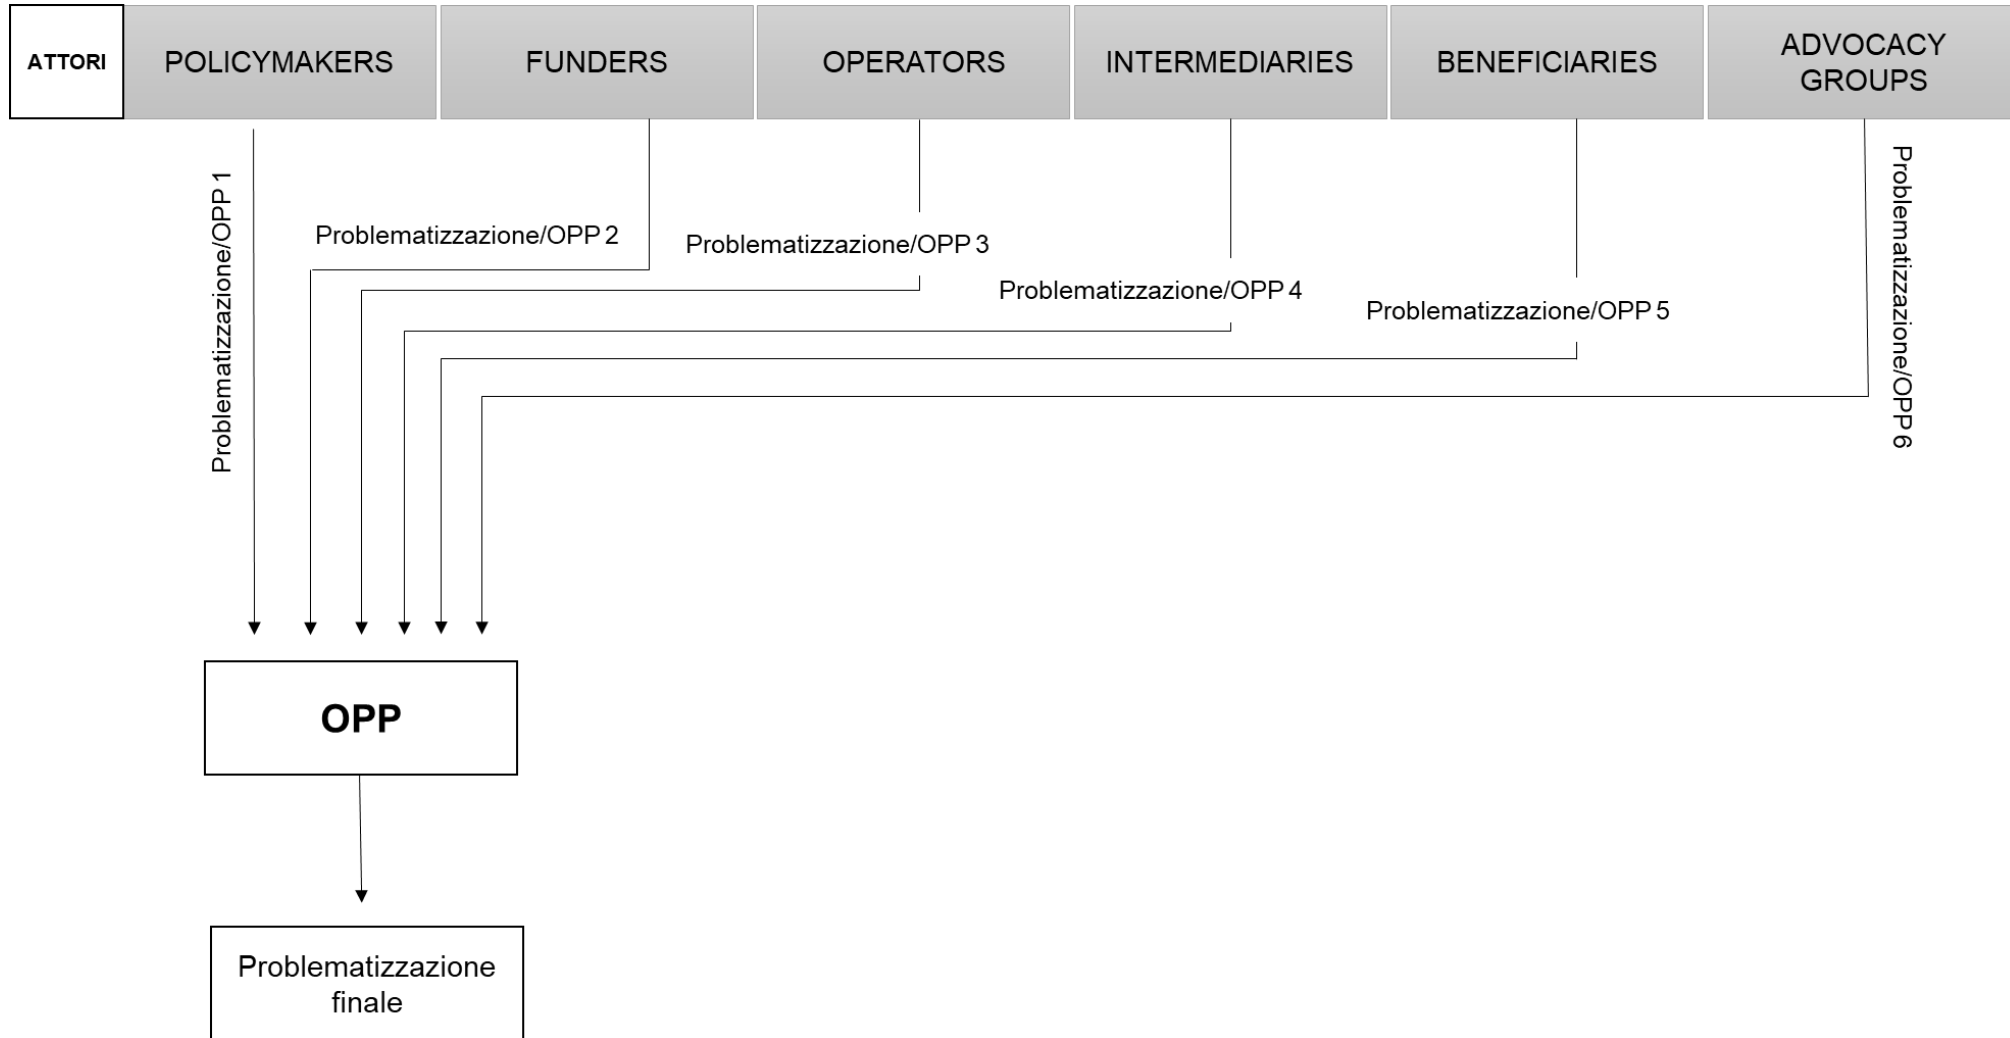 ATTORI
POLICYMAKERS
FUNDERS
OPERATORS
INTERMEDIARIES
BENEFICIARIES
ADVOCACY
GROUPS
Problematizzazione/OPP 1
Problematizzazione/OPP 2
Problematizzazione/OPP 3
Problematizzazione/OPP 4
Problematizzazione/OPP 5
Problematizzazione/OPP 6
OPP
Problematizzazione
finale